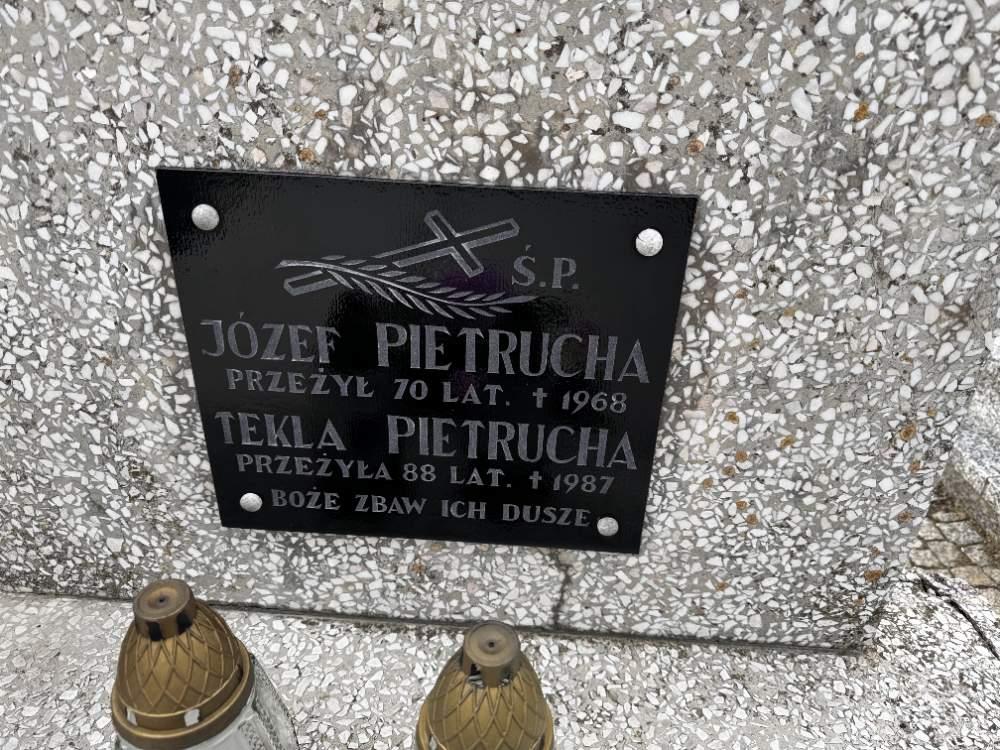 Ś.P.
JÓZEF PIETRUCHA
PRZEŻYŁ 70 LAT. † 1968
TEKLA PIETRUCHA
PRZEŻYŁA 88 LAT. † 1987
BOŻE ZBAW ICH DUSZE